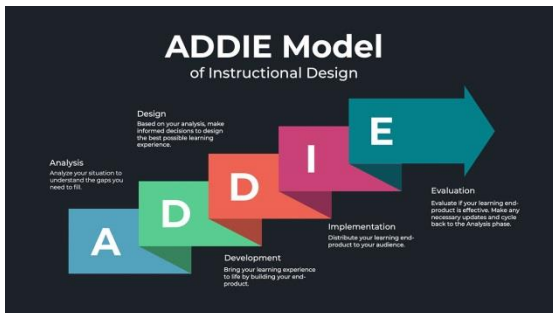 ADDIE Model
of Instructional Design
Design
Based on your analysis, make
informed decisions to design
the best possible learning
experience.
Analysis
Analyze your situation to
understand the gaps you
need to fill.
A
D
D
I
E
Evaluation
Evaluate if your learning end-
product is effective. Make any
necessary updates and cycle
back to the Analysis phase.
Implementation
Distribute your learning end-
product to your audience.
Development
Bring your learning experience
to life by building your end-
product.